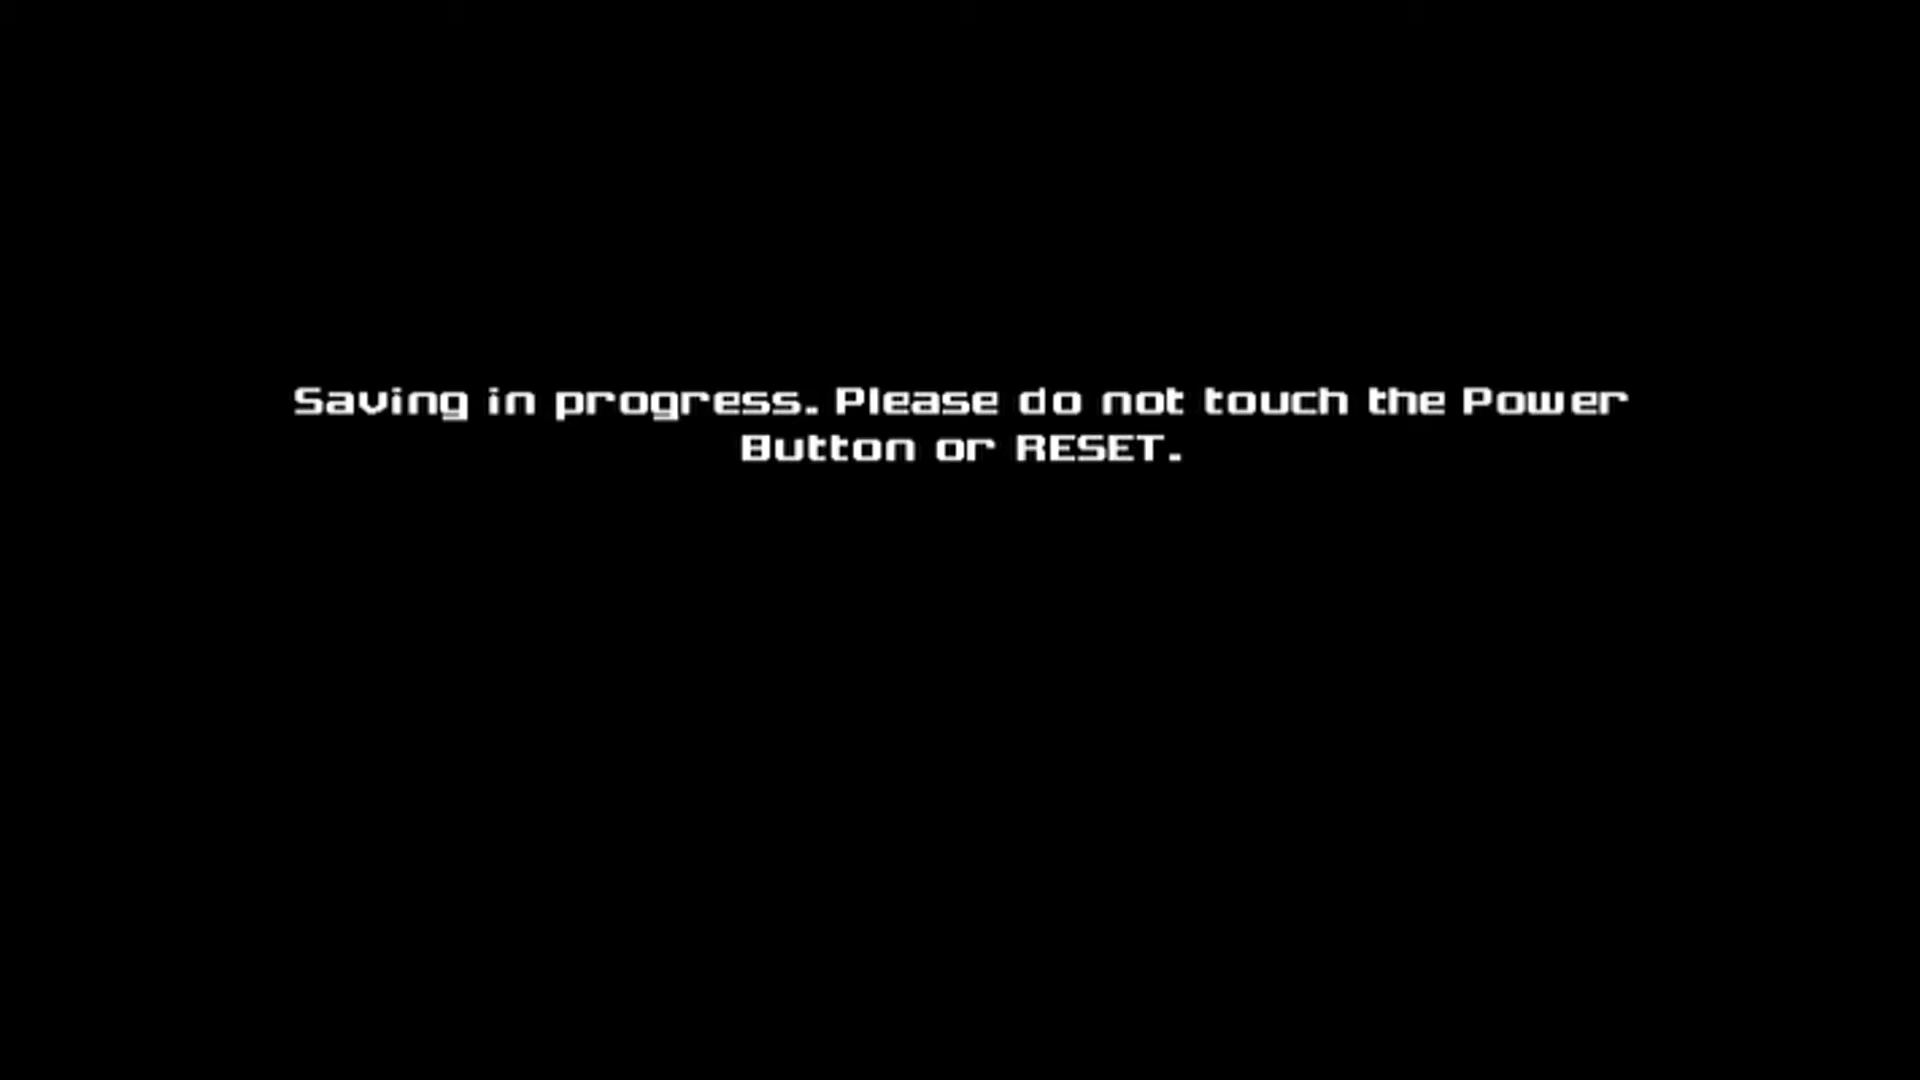 Saving in progress. Please do not touch the Power
Button or RESET.